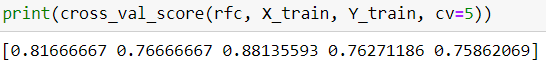 print(cross_val_score(rfc, X_train, Y_train, cv=5))
[0.81666667 0.76666667 0.88135593 0.76271186 0.75862069]